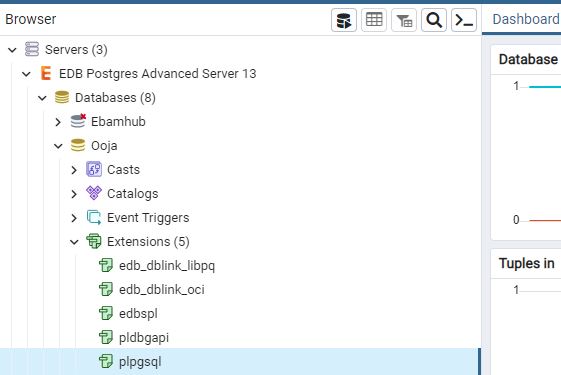 Browser
Dashboard
Servers (3)
EDB Postgres Advanced Server 13
Databases (8)
Ebamhub
Ooja
Casts
Catalogs
Event Triggers
Extensions (5)
edb_dblink_libpq
edb_dblink_oci
edbspl
pldbgapi
plpgsql
Database
1
0
Tuples in
1